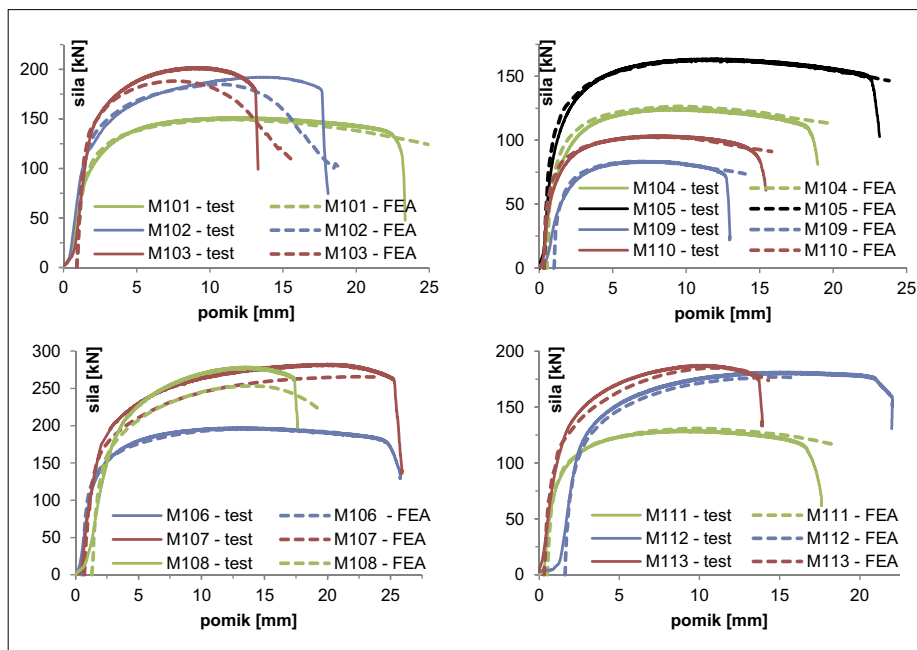 sila [kN]
200
150
100
50
0
M101 - test M101 - FEA
M102 - test M102 - FEA
M103 - test M103 - FEA
0 5 10 15 20 25
pomik [mm]
sila [kN]
150
100
50
0
M104 - test M104 - FEA
M105 - test M105 - FEA
M109 - test M109 - FEA
M110 - test M110 - FEA
0 5 10 15 20 25
pomik [mm]
sila [kN]
300
250
200
150
100
50
0
M106 - test M106 - FEA
M107 - test M107 - FEA
M108 - test M108 - FEA
0 5 10 15 20 25
pomik [mm]
sila [kN]
200
150
100
50
0
M111 - test M111 - FEA
M112 - test M112 - FEA
M113 - test M113 - FEA
0 5 10 15 20
pomik [mm]